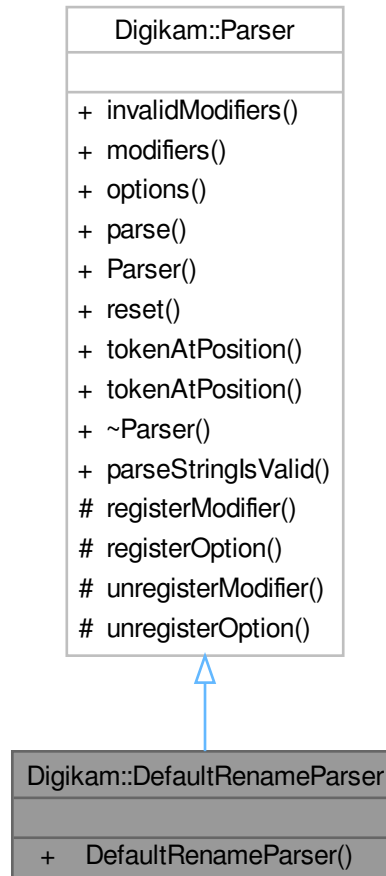 Digikam::Parser
+ invalidModifiers()
+ modifiers()
+ options()
+ parse()
+ Parser()
+ reset()
+ tokenAtPosition()
+ tokenAtPosition()
+ ~Parser()
+ parseStringIsValid()
# registerModifier()
# registerOption()
# unregisterModifier()
# unregisterOption()
Digikam::DefaultRenameParser
+ DefaultRenameParser()